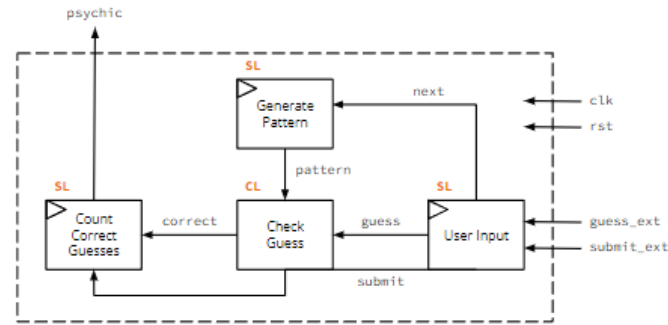 psychic
SL
Generate
Pattern
next
clk
rst
pattern
SL
Count
Correct
Guesses
correct
CL
Check
Guess
guess
SL
User Input
guess_ext
submit_ext
submit